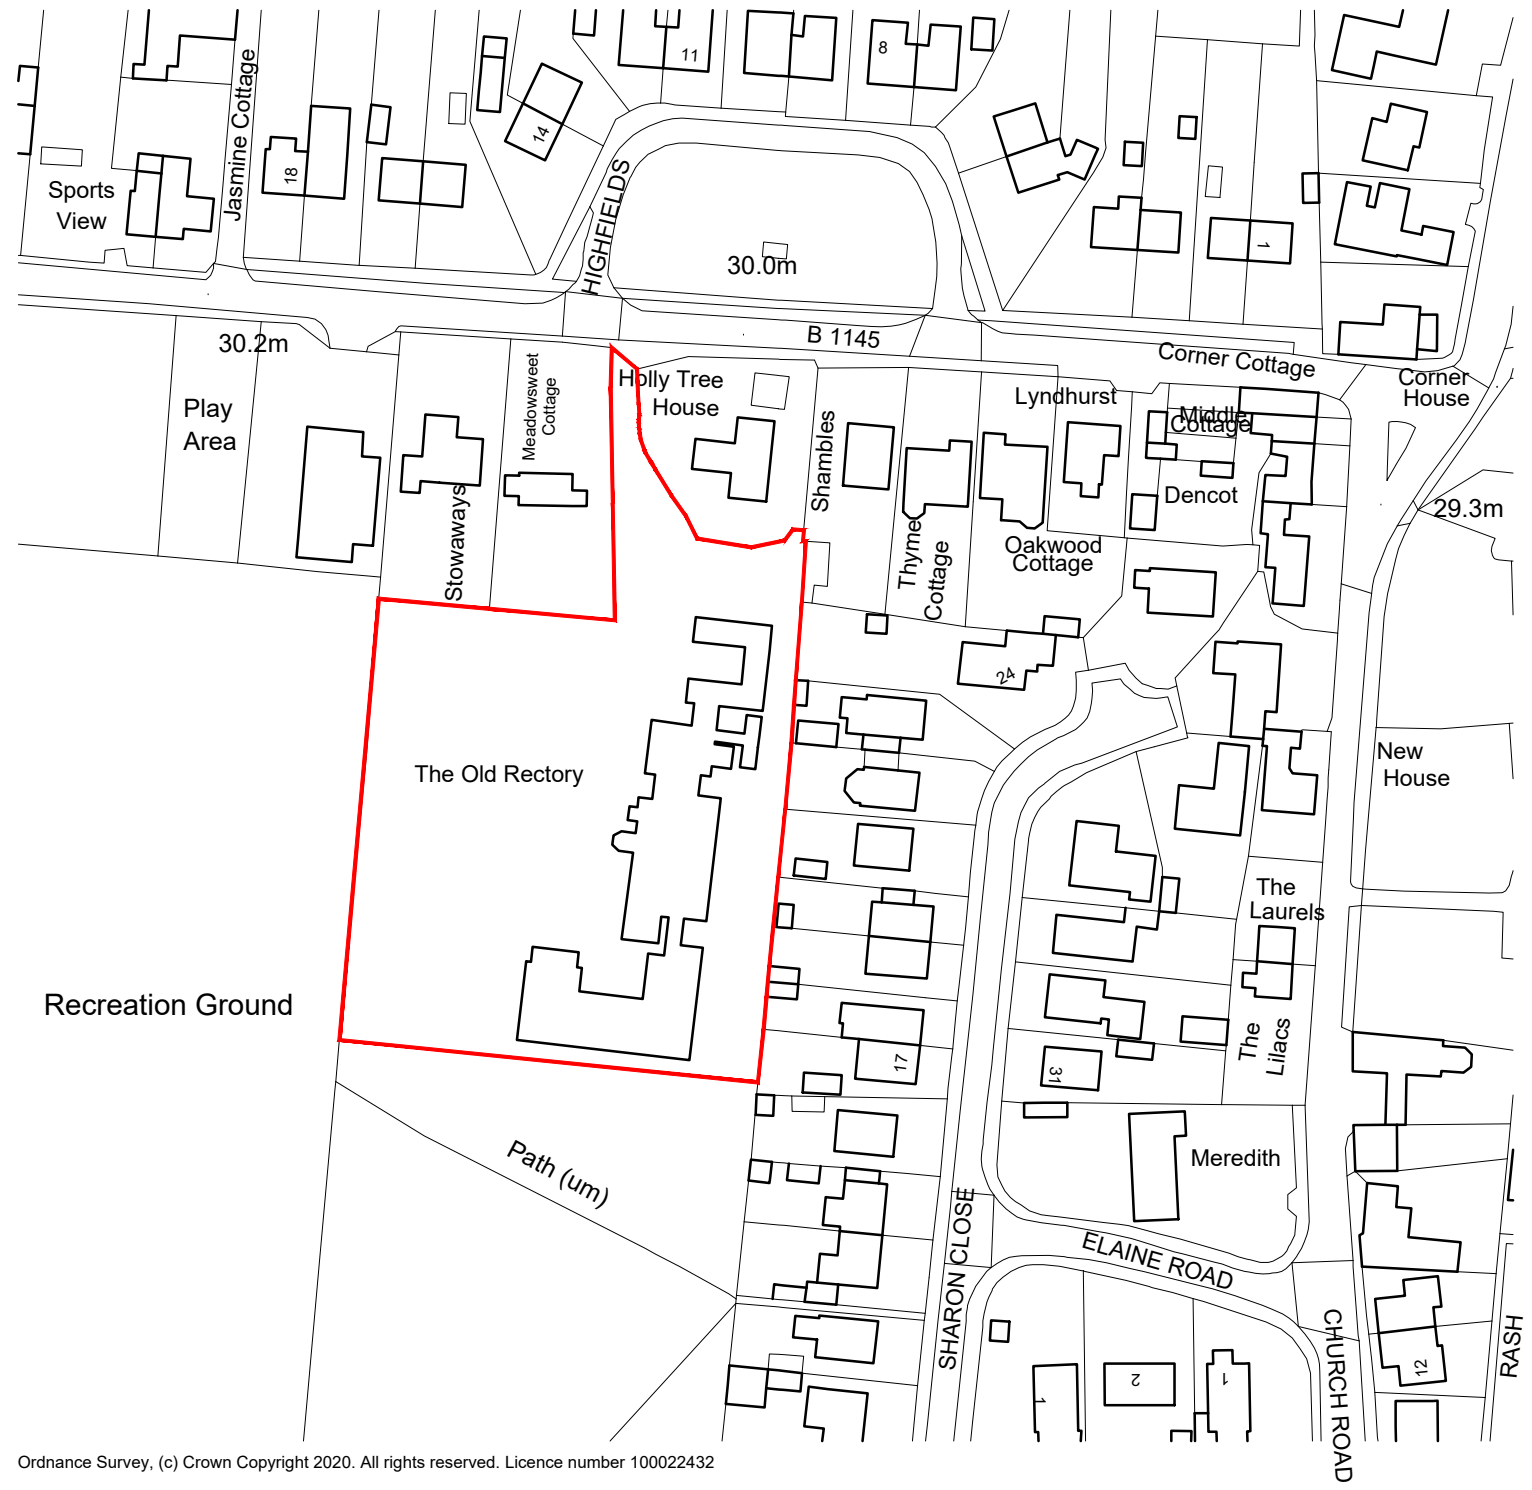 11
8
14
18
Jasmine Cottage
Sports
View
HIGHFIELDS
30.0m
1
30.2m
B 1145
Corner Cottage
Corner
House
Play
Area
Meadowsweet
Cottage
Holly Tree
House
Shambles
Lyndhurst
Middle
Cottage
Dencot
29.3m
Stowaways
Thyme
Cottage
Oakwood
Cottage
24
The Old Rectory
New
House
The
Laurels
Recreation Ground
17
31
The
Lilacs
Path (um)
Meredith
SHARON CLOSE
ELAINE ROAD
CHURCH ROAD
RASH
12
1
2
1
Ordnance Survey, (c) Crown Copyright 2020. All rights reserved. Licence number 100022432